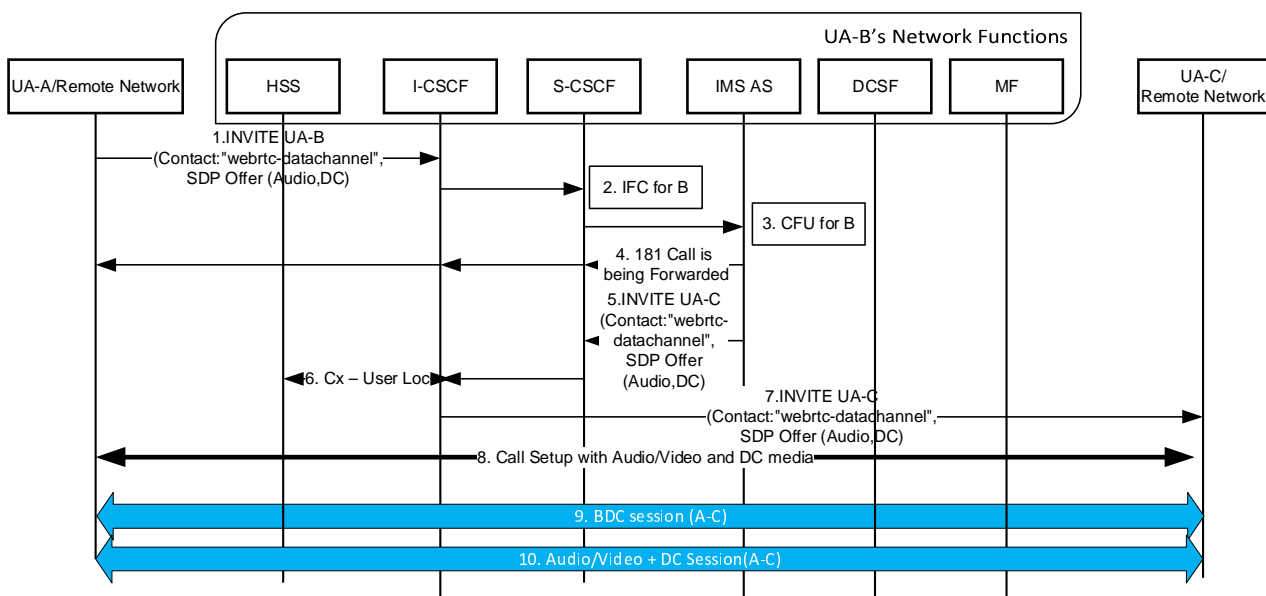 UA-B's Network Functions
UA-A/Remote Network
HSS
I-CSCF
S-CSCF
IMS AS
DCSF
MF
UA-C/
Remote Network
1.INVITE UA-B
(Contact:"webrtc-datachannel",
SDP Offer (Audio,DC)
2. IFC for B
3. CFU for B
4. 181 Call is
being Forwarded
5.INVITE UA-C
(Contact:"webrtc-
datachannel",
SDP Offer
(Audio,DC)
6. Cx – User Loc
7.INVITE UA-C
(Contact:"webrtc-datachannel",
SDP Offer (Audio,DC)
8. Call Setup with Audio/Video and DC media
9. BDC session (A-C)
10. Audio/Video + DC Session(A-C)